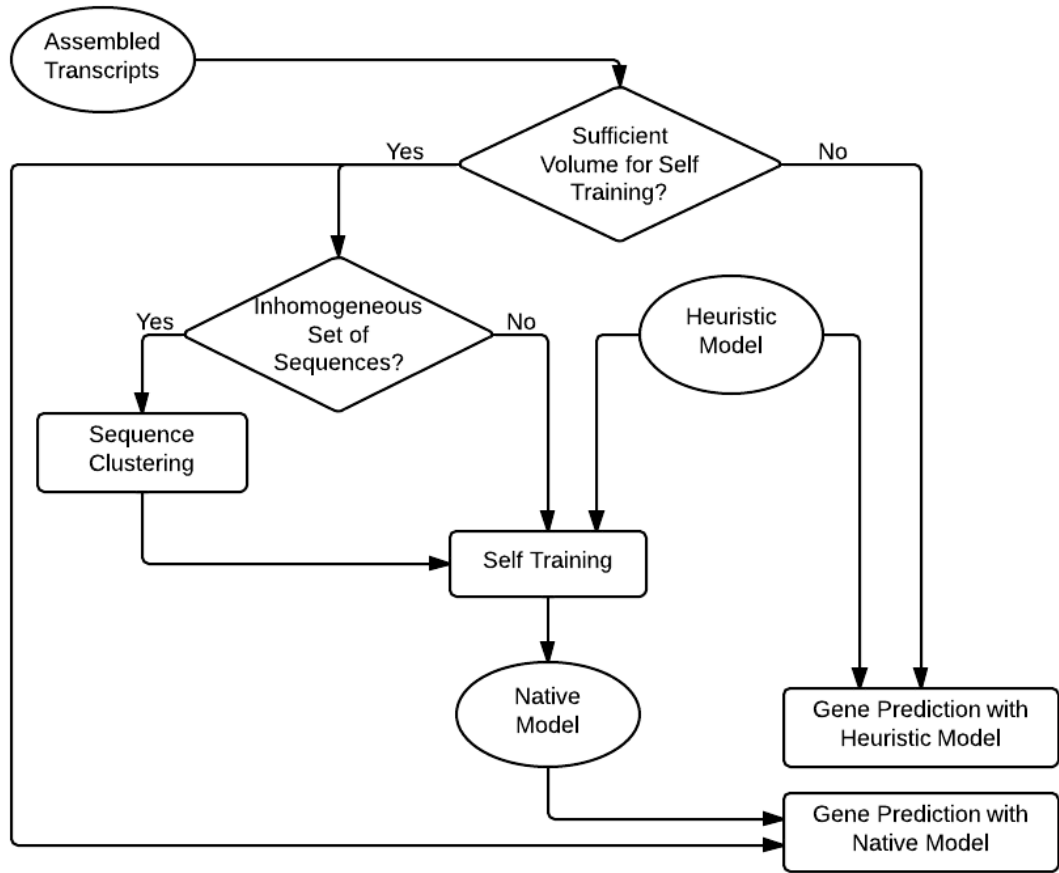 Assembled
Transcripts
Sufficient
Volume for Self
Training?
Yes
No
Inhomogeneous
Set of
Sequences?
Yes
No
Heuristic
Model
Sequence
Clustering
Self Training
Native
Model
Gene Prediction with
Heuristic Model
Gene Prediction with
Native Model